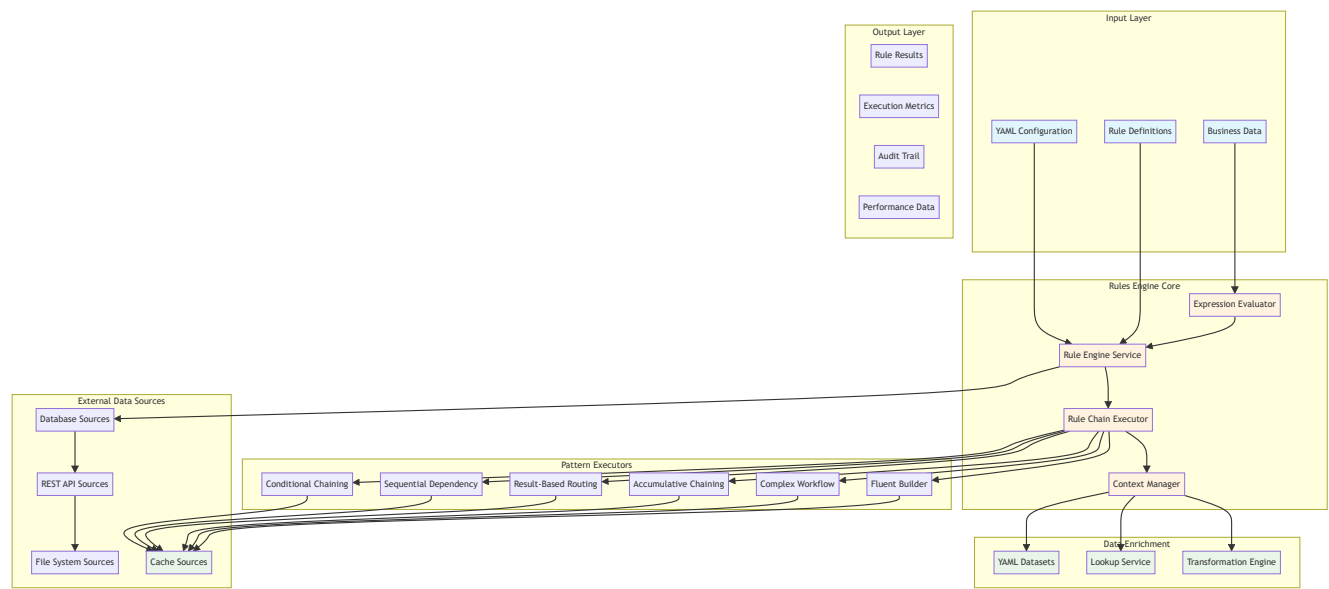 Input Layer
Output Layer
Rule Results
Execution Metrics
YAML Configuration
Rule Definitions
Business Data
Audit Trail
Performance Data
Rules Engine Core
Expression Evaluator
Rule Engine Service
External Data Sources
Database Sources
Rule Chain Executor
Pattern Executors
REST API Sources
Conditional Chaining
Sequential Dependency
Result-Based Routing
Accumulative Chaining
Complex Workflow
Fluent Builder
Context Manager
Data Enrichment
File System Sources
Cache Sources
YAML Datasets
Lookup Service
Transformation Engine